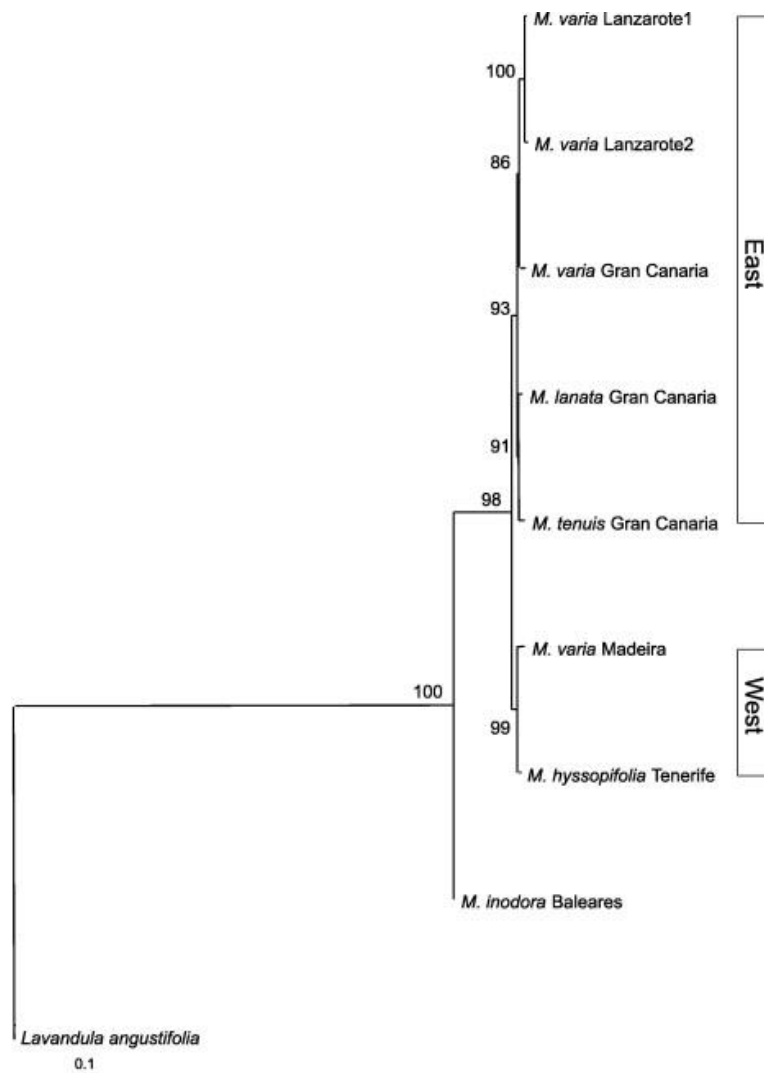 M. varia Lanzarote1
100
M. varia Lanzarote2
86
East
M. varia Gran Canaria
93
M. lanata Gran Canaria
91
98
M. tenuis Gran Canaria
M. varia Madeira
100
West
99
M. hyssopifolia Tenerife
M. inodora Baleares
Lavandula angustifolia
0.1